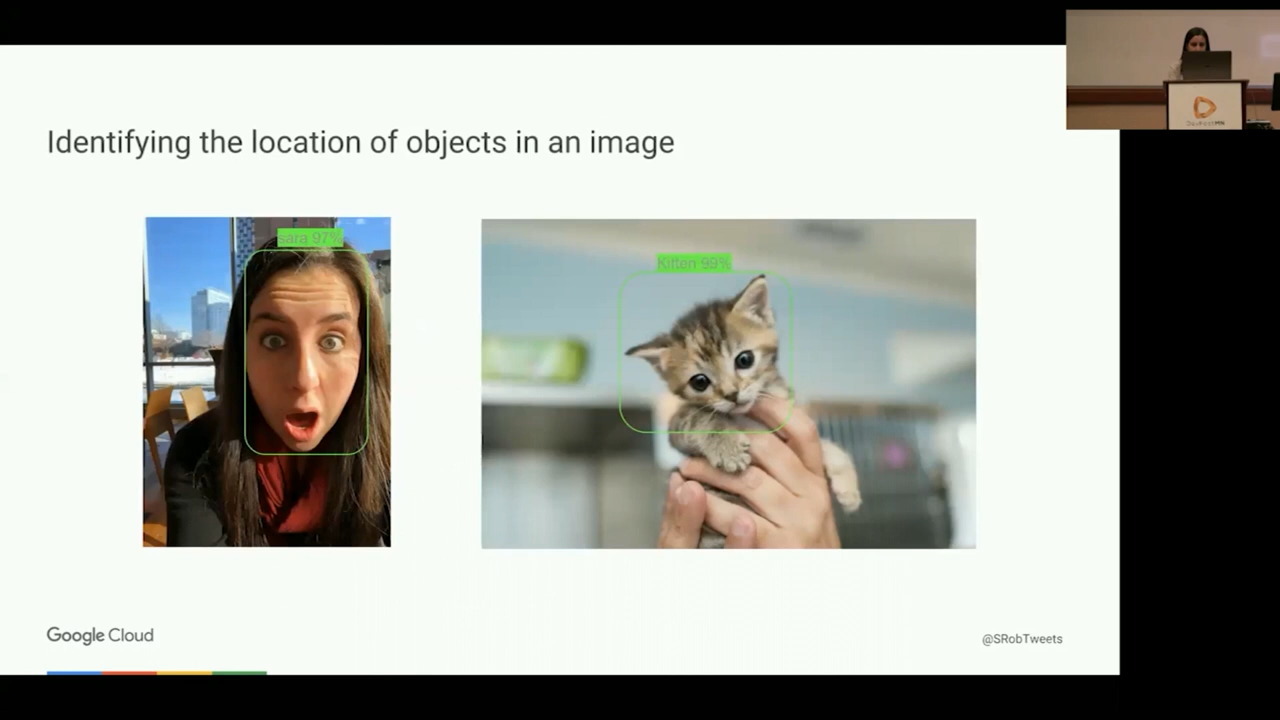 Identifying the location of objects in an image
sara 97%
Kitten 99%
Google Cloud
@SRobTweets